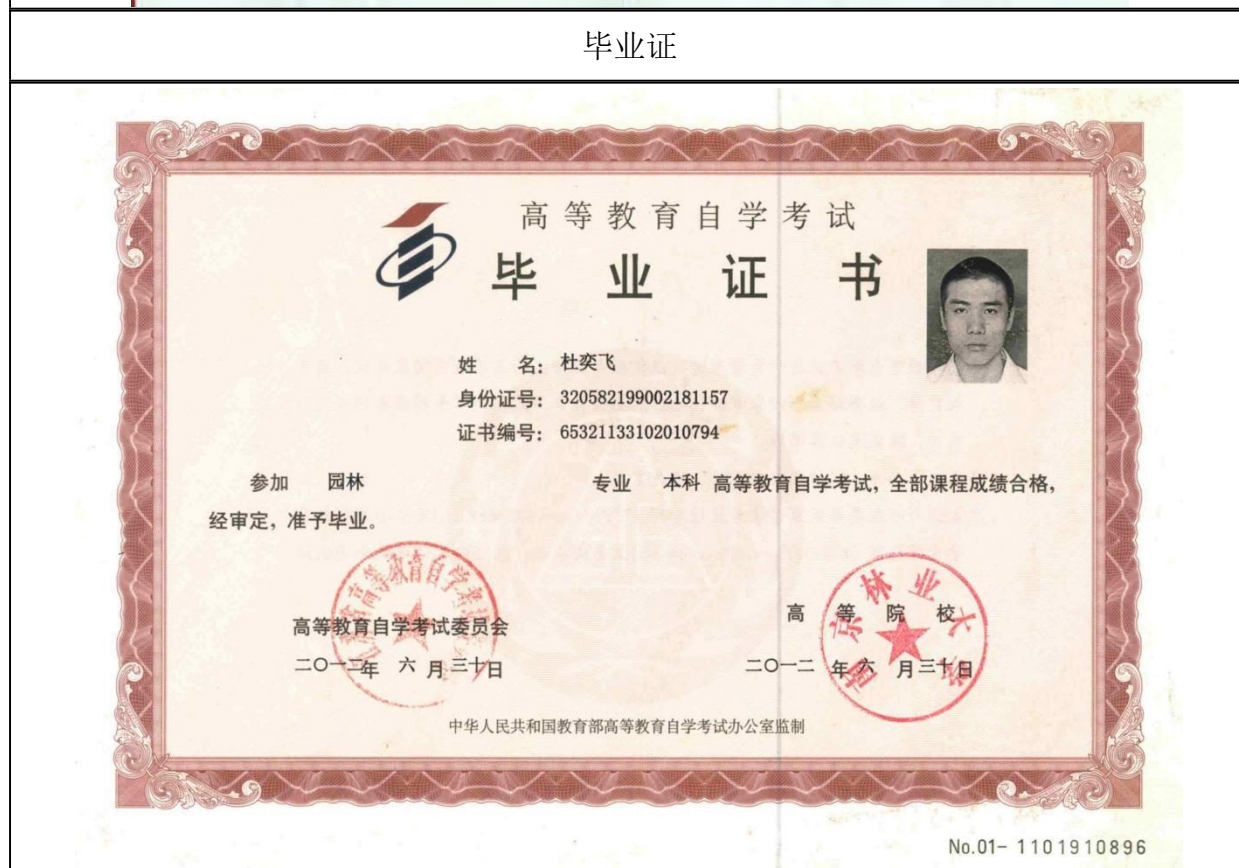 毕业证
高等教育自学考试
毕业证书
姓 名： 杜奕飞
身份证号： 320582199002181157
证书编号： 65321133102010794
参加 园林 专业 本科 高等教育自学考试，全部课程成绩合格，
经审定，准予毕业。
高等教育自学考试委员会
二〇一二年 六 月 三十日
高 等 院 校
南京林业大学
二〇一二 年 六 月 三十日
中华人民共和国教育部高等教育自学考试办公室监制
No.01- 1101910896